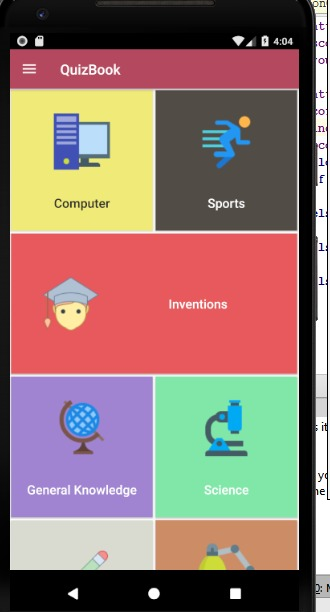 4:04
QuizBook
Computer
Sports
Inventions
General Knowledge
Science